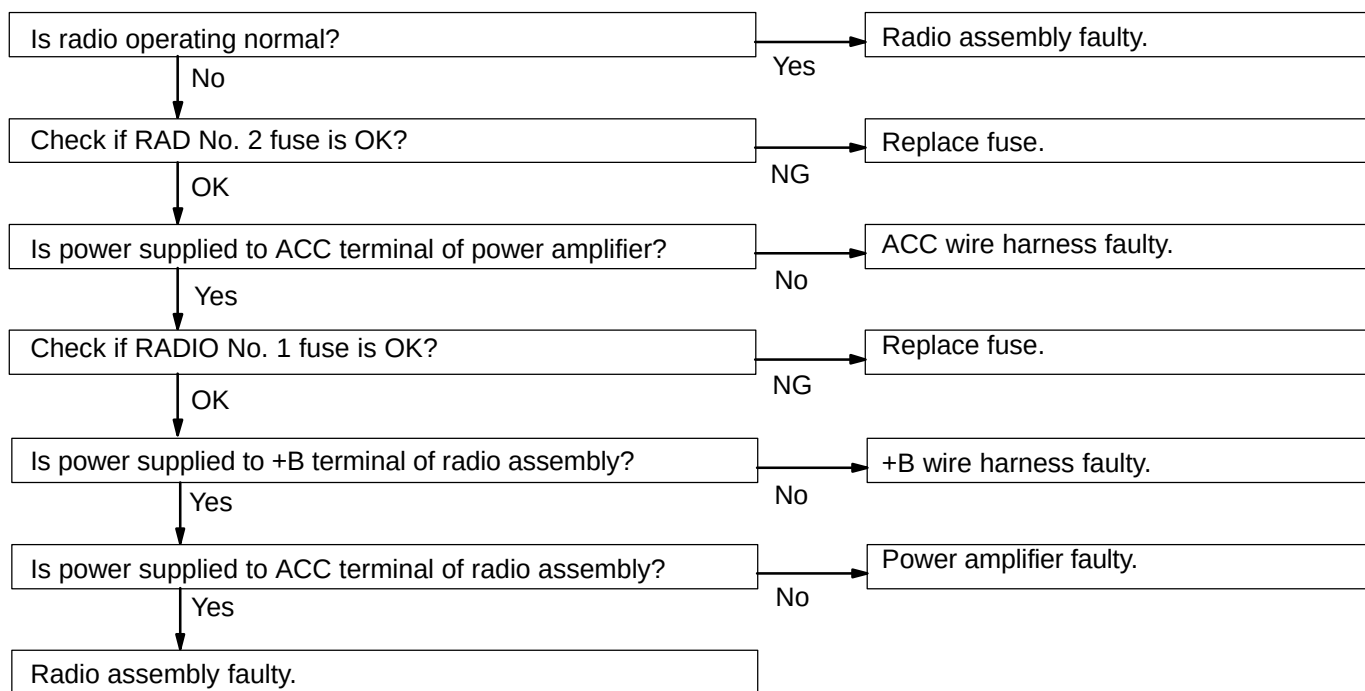 Is radio operating normal?
Radio assembly faulty.
Yes
No
Check if RAD No. 2 fuse is OK?
Replace fuse.
NG
OK
Is power supplied to ACC terminal of power amplifier?
ACC wire harness faulty.
No
Yes
Check if RADIO No. 1 fuse is OK?
Replace fuse.
NG
OK
Is power supplied to +B terminal of radio assembly?
+B wire harness faulty.
No
Yes
Is power supplied to ACC terminal of radio assembly?
Power amplifier faulty.
No
Yes
Radio assembly faulty.